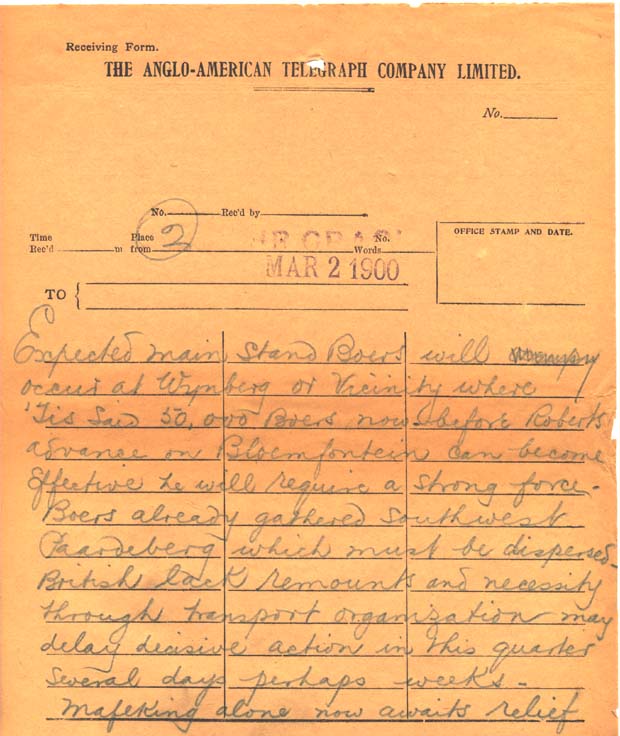 Receiving Form.
THE ANGLO-AMERICAN TELEGRAPH COMPANY LIMITED.
No.
No. Rec'd by
Time Place No.
Rec'd m from 2 Words
MAR 2 1900
OFFICE STAMP AND DATE.
TO {
Expected main stand Boers will
occur at Wynberg or Vicinity where
'Tis Said 50,000 Boers now - before Roberts
advance on Bloemfontein can become
Effective he will require a strong force -
Boers already gathered Southwest
Paardeberg which must be dispersed -
British lack remounts and necessity
through transport organization may
delay decisive action in this quarter
Several days perhaps week's -
Mafeking alone now awaits relief